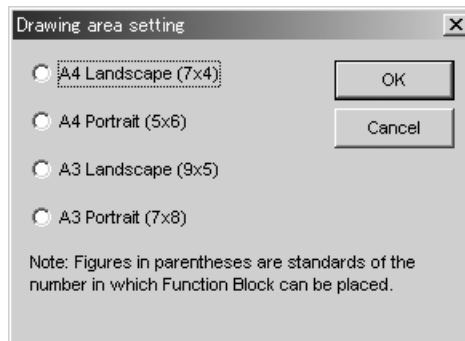 Drawing area setting
A4 Landscape (7x4)
OK
A4 Portrait (5x6)
Cancel
A3 Landscape (9x5)
A3 Portrait (7x8)
Note: Figures in parentheses are standards of the
number in which Function Block can be placed.